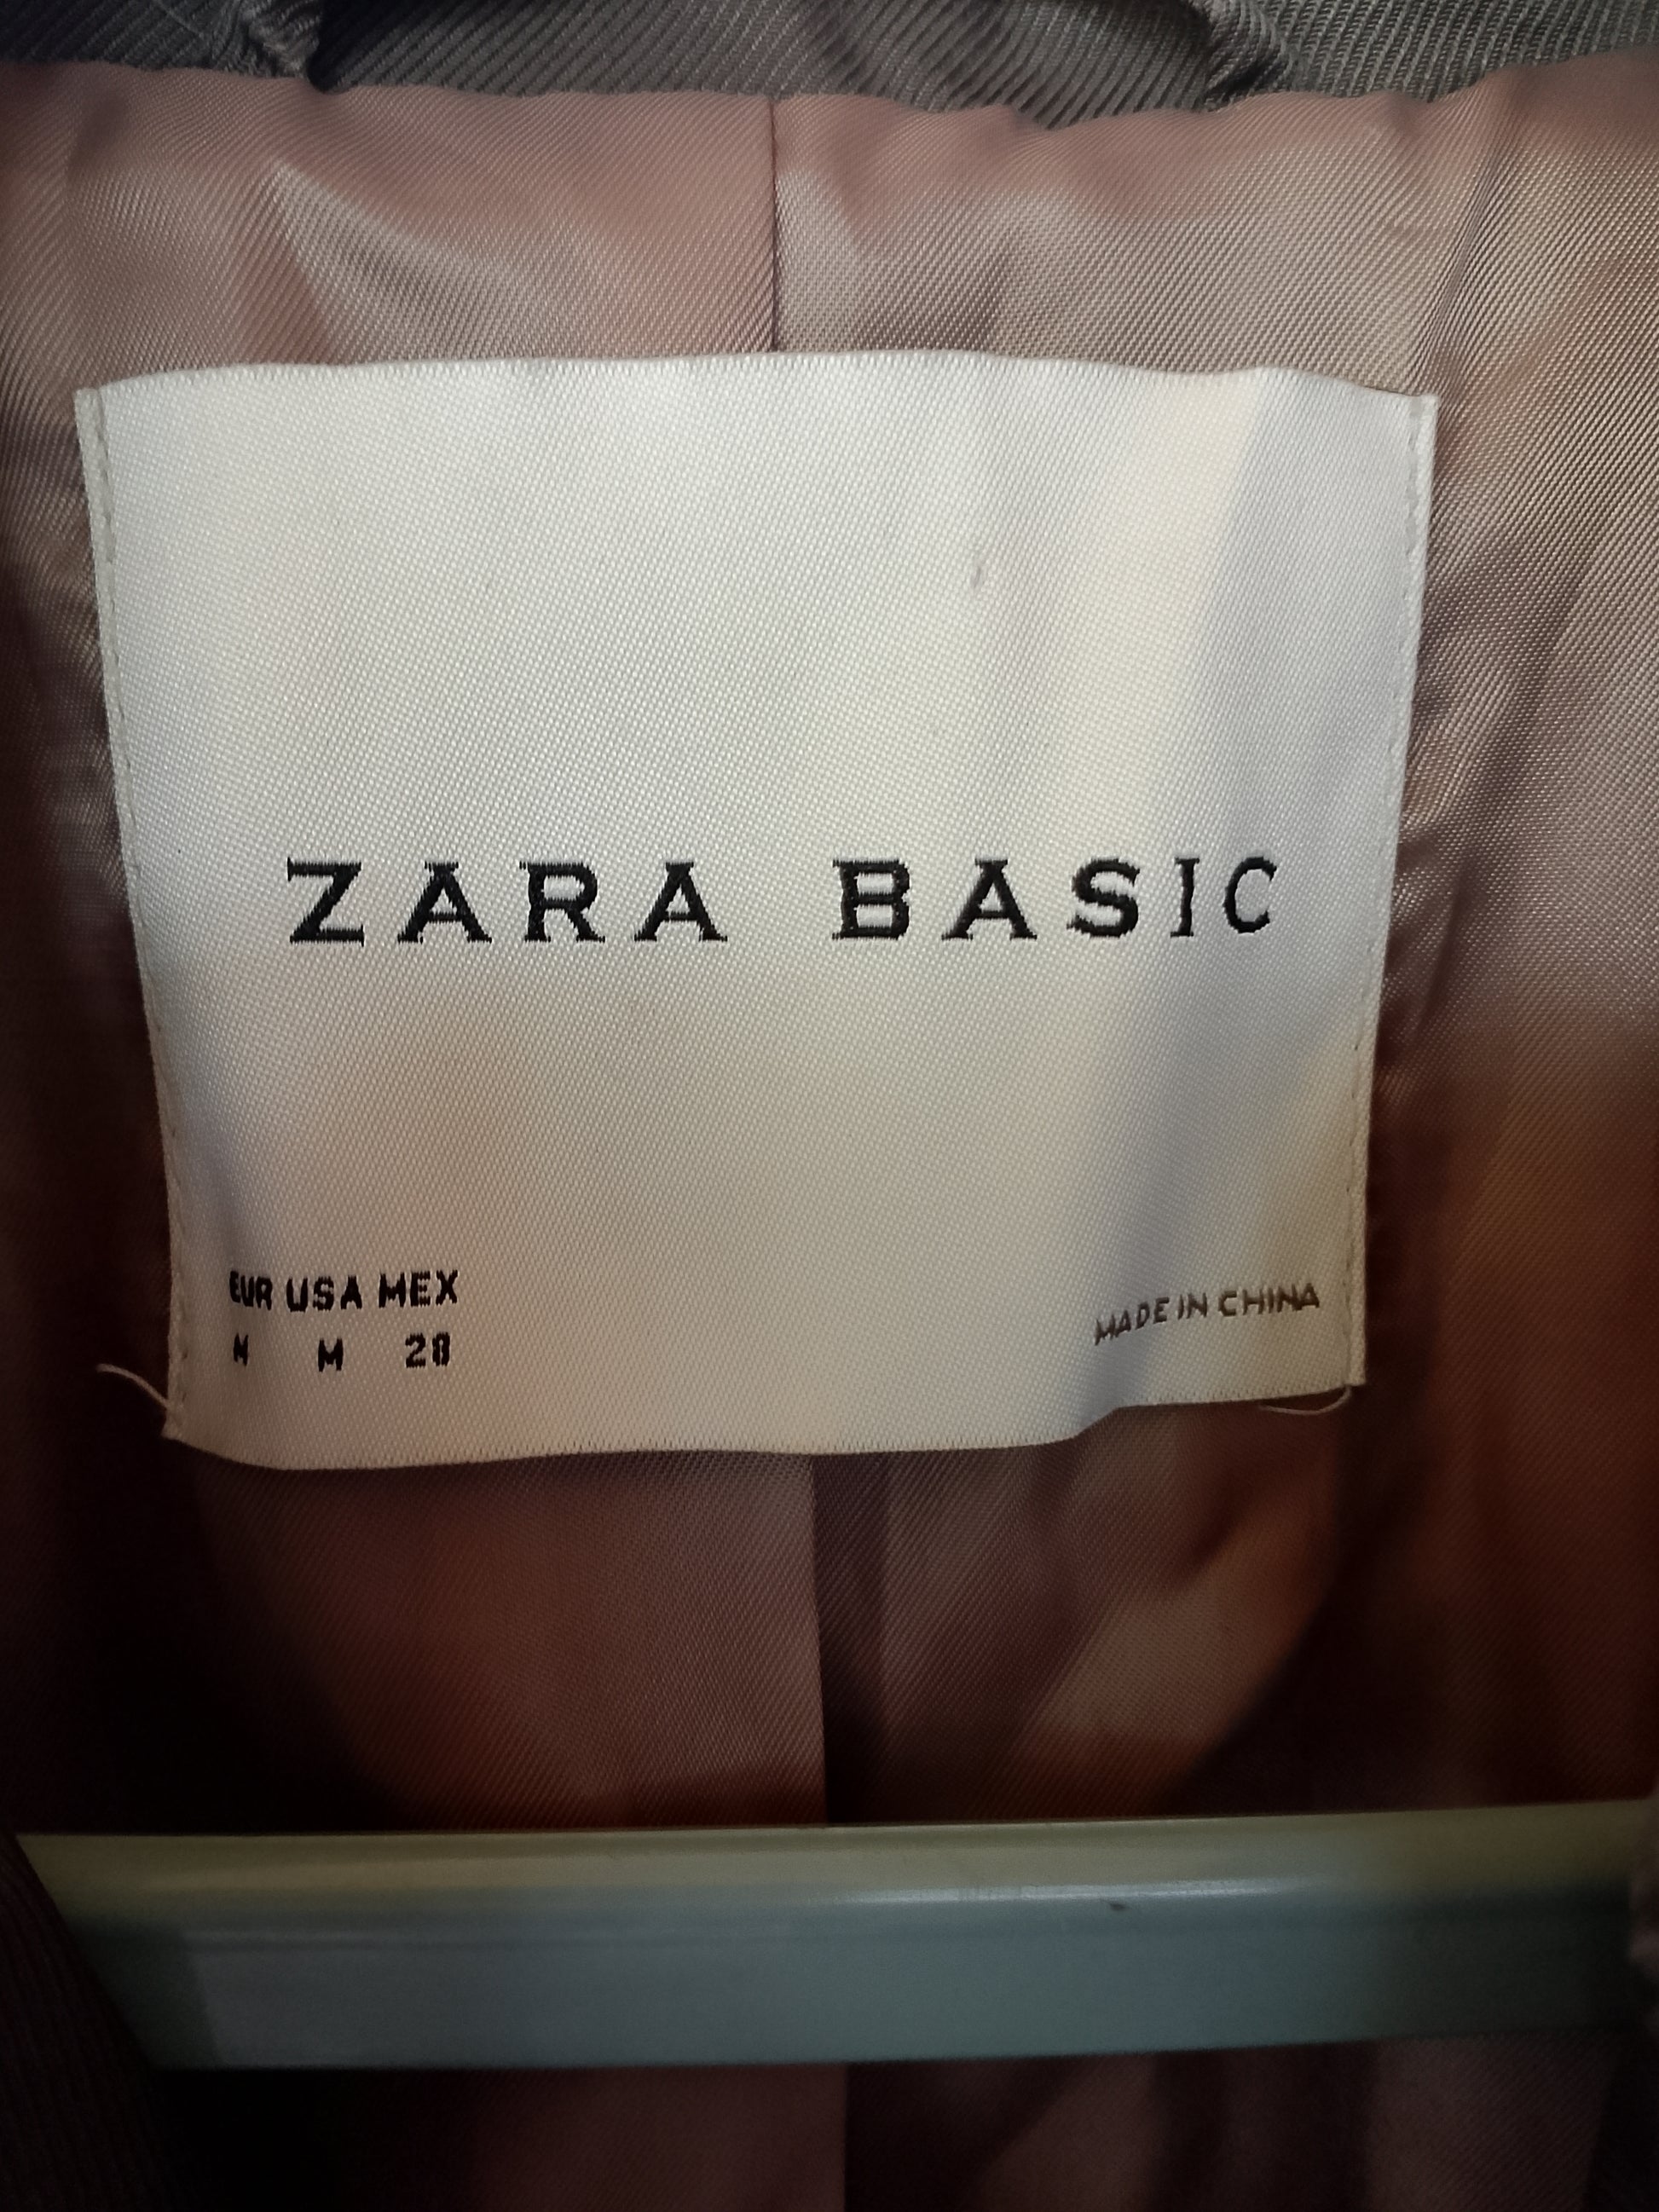 ZARA BASIC
EUR USA MEX
M M 28
MADE IN CHINA